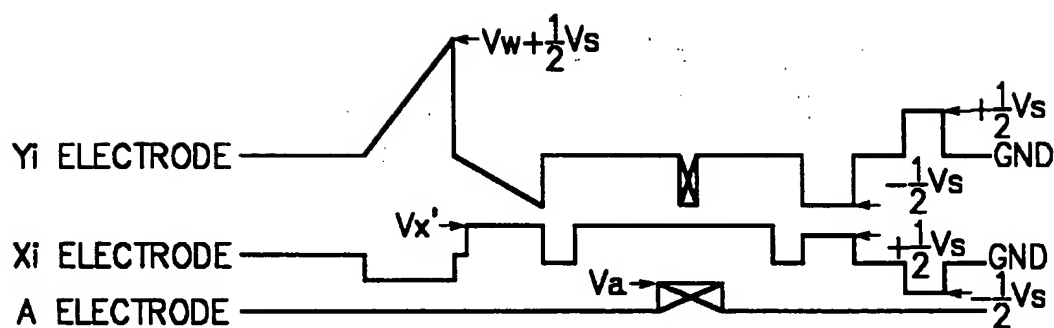 Vw+1/2Vs
+1/2Vs
Yi ELECTRODE
GND
-1/2Vs
Vx'
+1/2Vs
Xi ELECTRODE
GND
Va
-1/2Vs
A ELECTRODE